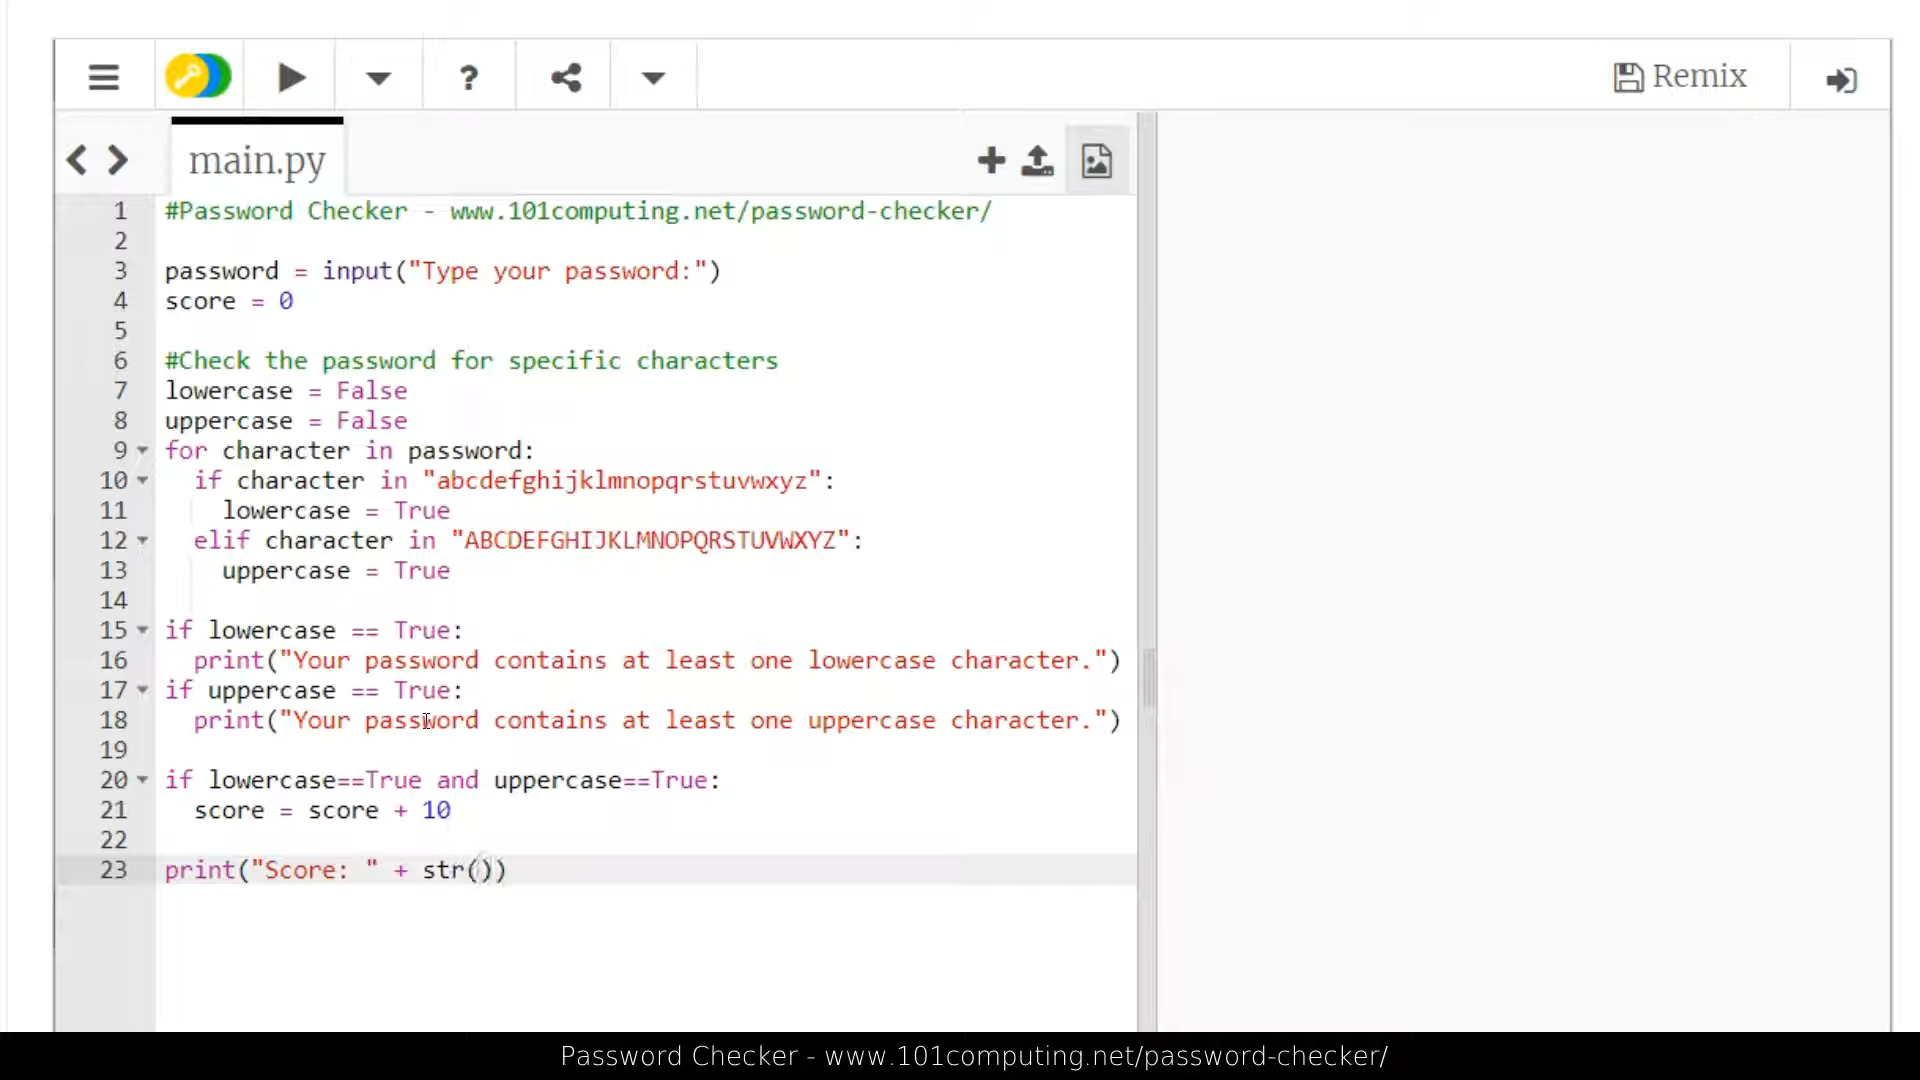 Remix
main.py
1 #Password Checker - www.101computing.net/password-checker/
2
3 password = input("Type your password:")
4 score = 0
5
6 #Check the password for specific characters
7 lowercase = False
8 uppercase = False
9 for character in password:
10   if character in "abcdefghijklmnopqrstuvwxyz":
11     lowercase = True
12   elif character in "ABCDEFGHIJKLMNOPQRSTUVWXYZ":
13     uppercase = True
14
15 if lowercase == True:
16   print("Your password contains at least one lowercase character.")
17 if uppercase == True:
18   print("Your password contains at least one uppercase character.")
19
20 if lowercase==True and uppercase==True:
21   score = score + 10
22
23 print("Score: " + str())
Password Checker - www.101computing.net/password-checker/